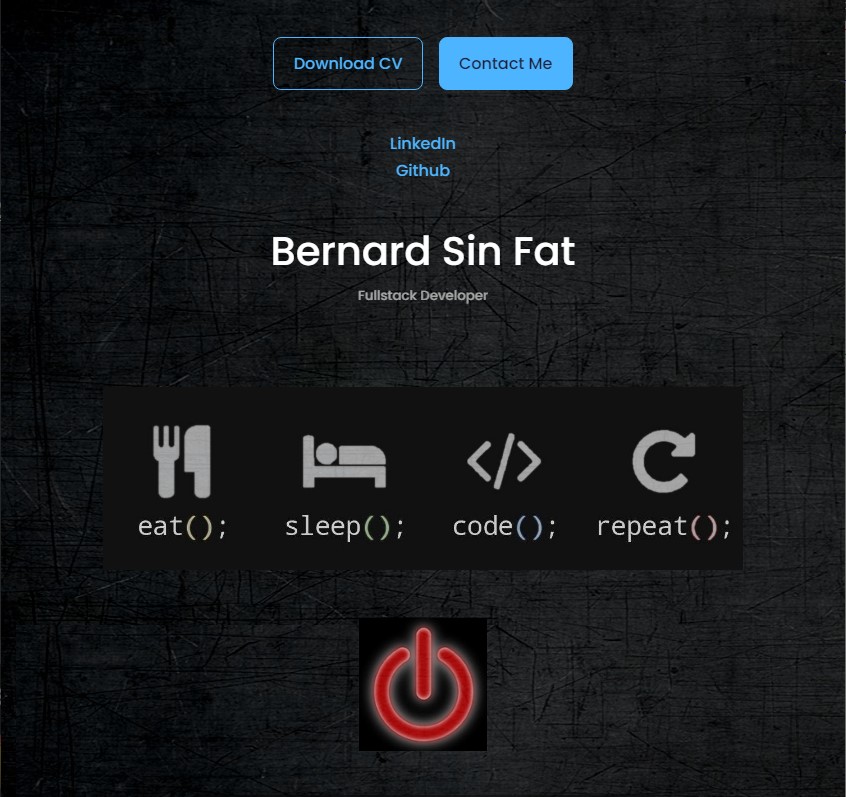 Download CV Contact Me
LinkedIn
Github
Bernard Sin Fat
Fullstack Developer
eat(); sleep(); code(); repeat();